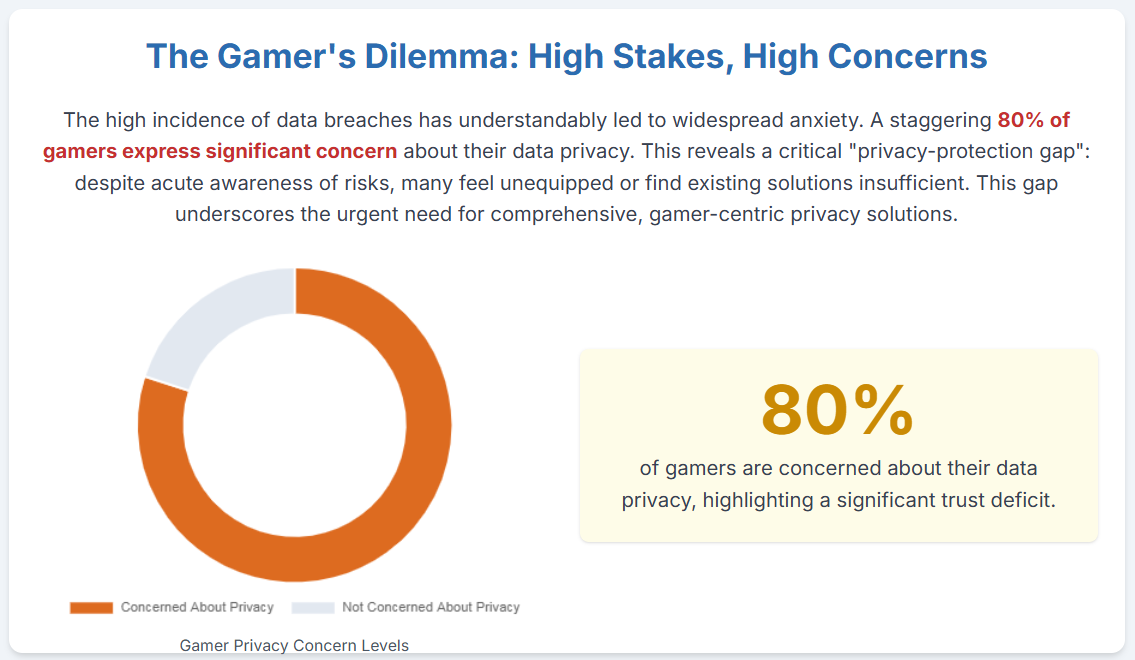 The Gamer's Dilemma: High Stakes, High Concerns
The high incidence of data breaches has understandably led to widespread anxiety. A staggering 80% of
gamers express significant concern about their data privacy. This reveals a critical "privacy-protection gap":
despite acute awareness of risks, many feel unequipped or find existing solutions insufficient. This gap
underscores the urgent need for comprehensive, gamer-centric privacy solutions.
80%
of gamers are concerned about their data
privacy, highlighting a significant trust deficit.
Concerned About Privacy
Not Concerned About Privacy
Gamer Privacy Concern Levels